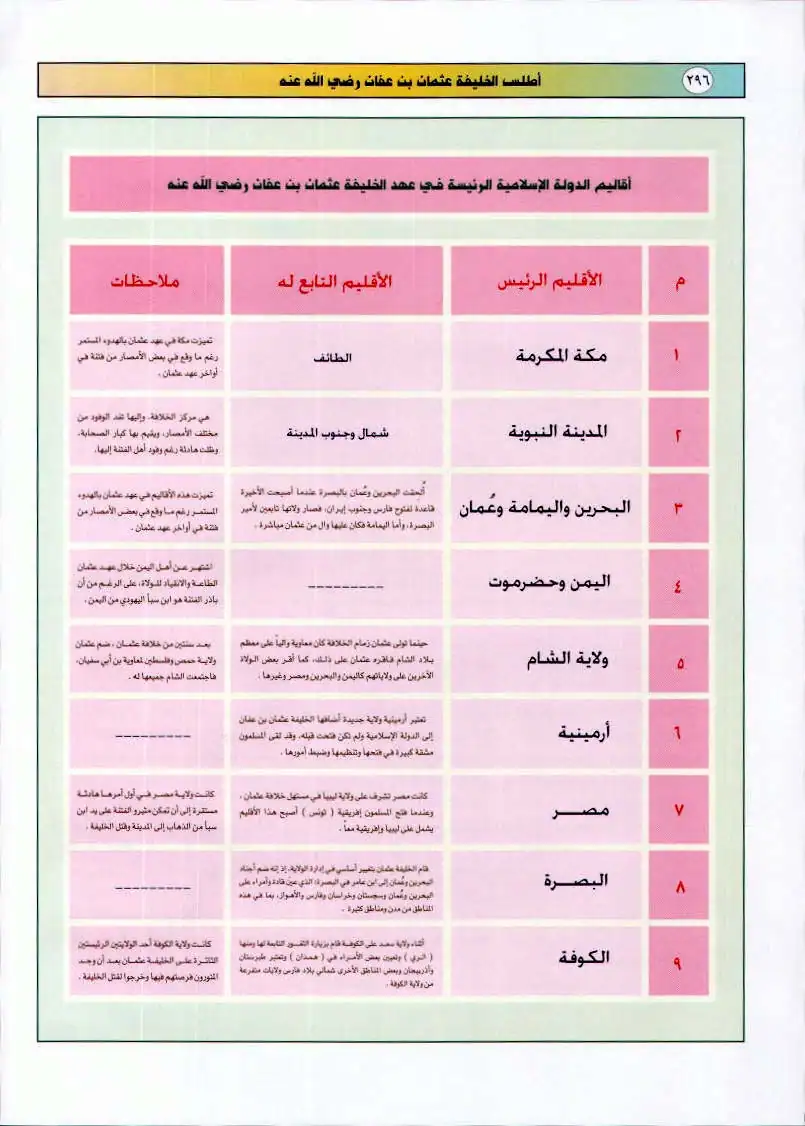 ٢٩٦
أطلس الخليفة عثمان بن عفان رضي الله عنه
أقاليم الدولة الإسلامية الرئيسة في عهد الخليفة عثمان بن عفان رضي الله عنه
م
الأقليم الرئيس
الأقليم التابع له
ملاحظات
١
مكة المكرمة
الطائف
تميزت مكة في عهد عثمان بالهدوء المستمر
رغم ما وقع في بعض الأمصار من فتنة في
أواخر عهد عثمان .
٢
المدينة النبوية
شمال وجنوب المدينة
هي مركز الخلافة، وإليها تفد الوفود من
مختلف الأمصار، ويقيم بها كبار الصحابة،
وظلت هادئة رغم وفود أهل الفتنة إليها.
٣
البحرين واليمامة وعُمان
أُلحقت البحرين وعُمان بالبصرة عندما أصبحت الأخيرة
قاعدة لفتوح فارس وجنوب إيران، فصار ولاتها تابعين لأمير
البصرة، وأما اليمامة فكان عليها وال من عثمان مباشرة .
تميزت هذه الأقاليم في عهد عثمان بالهدوء
المستمر رغم ما وقع في بعض الأمصار من
فتنة في أواخر عهد عثمان .
٤
اليمن وحضرموت
---------
اشتهر عن أهل اليمن خلال عهد عثمان
الطاعة والانقياد للولاة، على الرغم من أن
باذر الفتنة هو ابن سبأ اليهودي من اليمن .
٥
ولاية الشام
حينما تولى عثمان زمام الخلافة كان معاوية والياً على معظم
بلاد الشام فأقره عثمان على ذلك، كما أقر بعض الولاة
الآخرين على ولاياتهم كاليمن والبحرين ومصر وغيرها .
بعد سنتين من خلافة عثمان، ضم عثمان
ولاية حمص وفلسطين لمعاوية بن أبي سفيان،
فاجتمعت الشام جميعها له .
٦
أرمينية
تعتبر أرمينية ولاية جديدة أضافها الخليفة عثمان بن عفان
إلى الدولة الإسلامية ولم تكن فتحت قبله، وقد لقى المسلمون
مشقة كبيرة في فتحها وتنظيمها وضبط أمورها .
---------
٧
مصــر
كانت مصر تشرف على ولاية ليبيا في مستهل خلافة عثمان ،
وعندما فتح المسلمون إفريقية ( تونس ) أصبح هذا الأقليم
يشمل على ليبيا وإفريقية معاً .
كانت ولاية مصر في أول أمرها هادئة
مستقرة إلى أن تمكن مثيرو الفتنة على يد ابن
سبأ من الذهاب إلى المدينة وقتل الخليفة .
٨
البصــرة
قام الخليفة عثمان بتغيير أساسي في إدارة الولاية، إذ إنه ضم أجناد
البحرين وعُمان إلى ابن عامر في البصرة؛ الذي عين قادة وأمراء على
البحرين وعُمان وسجستان وخراسان وفارس والأهواز، بما في هذه
المناطق من مدن ومناطق كثيرة .
---------
٩
الكوفة
أثناء ولاية سعد على الكوفة قام بزيارة الثغور التابعة لها ومنها
( الري ) وتعيين بعض الأمراء في ( همدان ) وتعتبر طبرستان
وأذربيجان وبعض المناطق الأخرى شمالي بلاد فارس ولايات متفرعة
من ولاية الكوفة .
كانت ولاية الكوفة أحد الولايتين الرئيستين
الثائرة على الخليفة عثمان بعد أن وجد
المثورون فرصتهم فيها وخرجوا لقتل الخليفة .